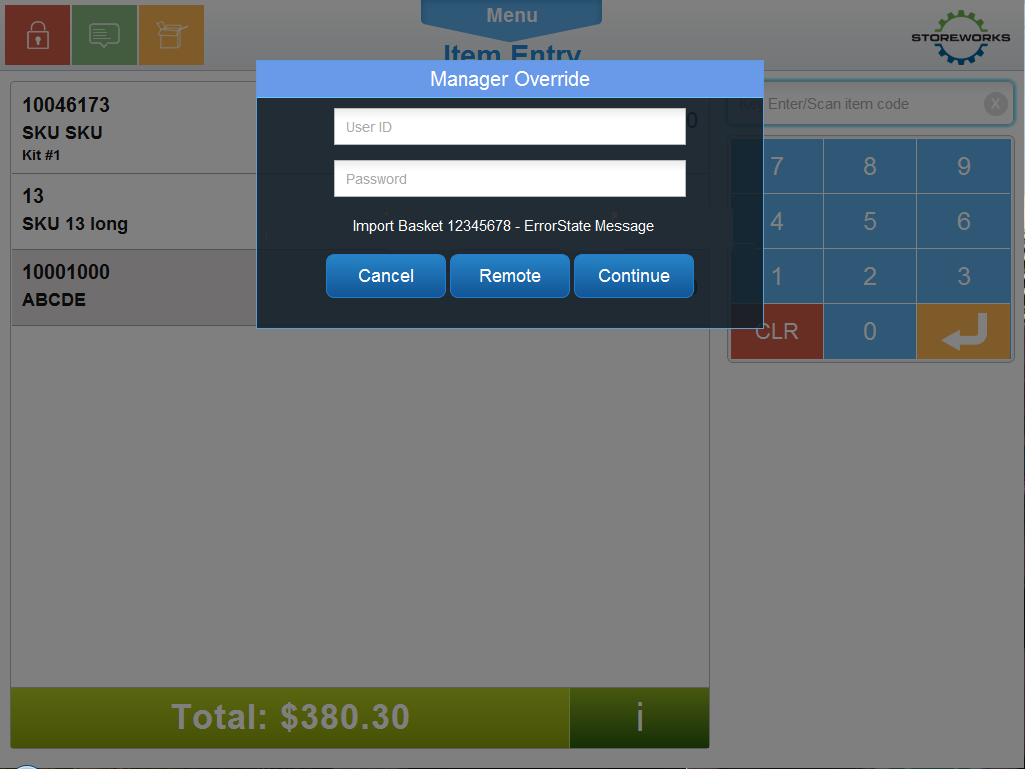 Menu
STOREWORKS
Item Entry
Manager Override
10046173
SKU SKU
Kit #1
User ID
0
Enter/Scan item code
X
Password
7 8 9
13
SKU 13 long
Import Basket 12345678 - ErrorState Message
4 5 6
10001000
ABCDE
Cancel Remote Continue
1 2 3
CLR 0
Total: $380.30 i